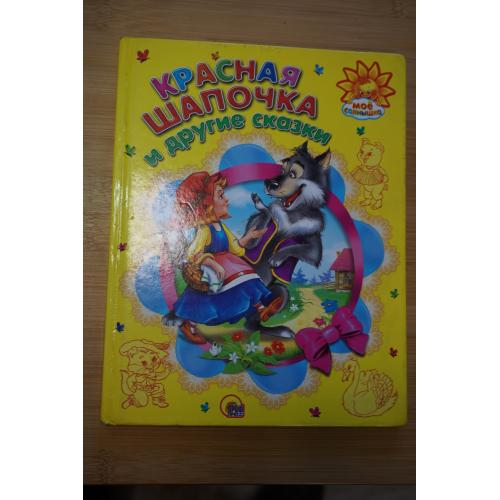 КРАСНАЯ
ШАПОЧКА
и другие сказки
моё
солнышко